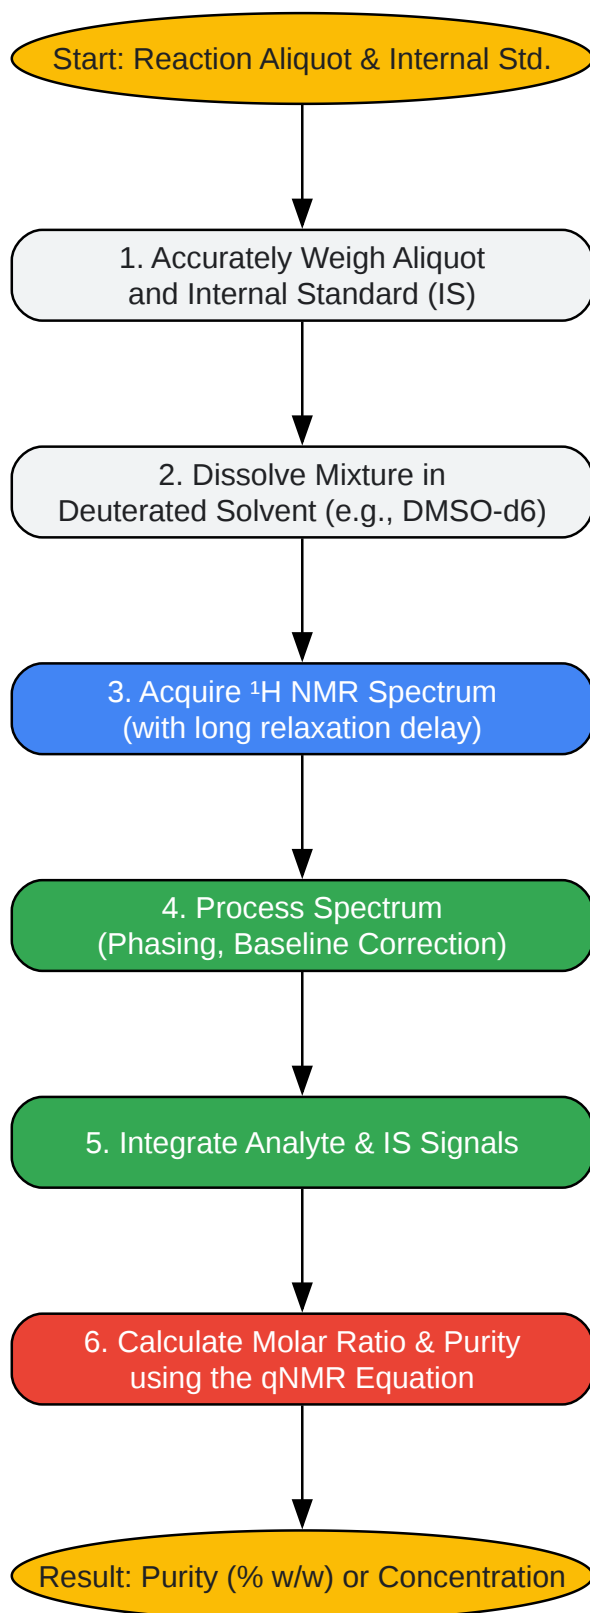 Start: Reaction Aliquot & Internal Std.
1. Accurately Weigh Aliquot
and Internal Standard (IS)
2. Dissolve Mixture in
Deuterated Solvent (e.g., DMSO-d6)
3. Acquire ¹H NMR Spectrum
(with long relaxation delay)
4. Process Spectrum
(Phasing, Baseline Correction)
5. Integrate Analyte & IS Signals
6. Calculate Molar Ratio & Purity
using the qNMR Equation
Result: Purity (% w/w) or Concentration